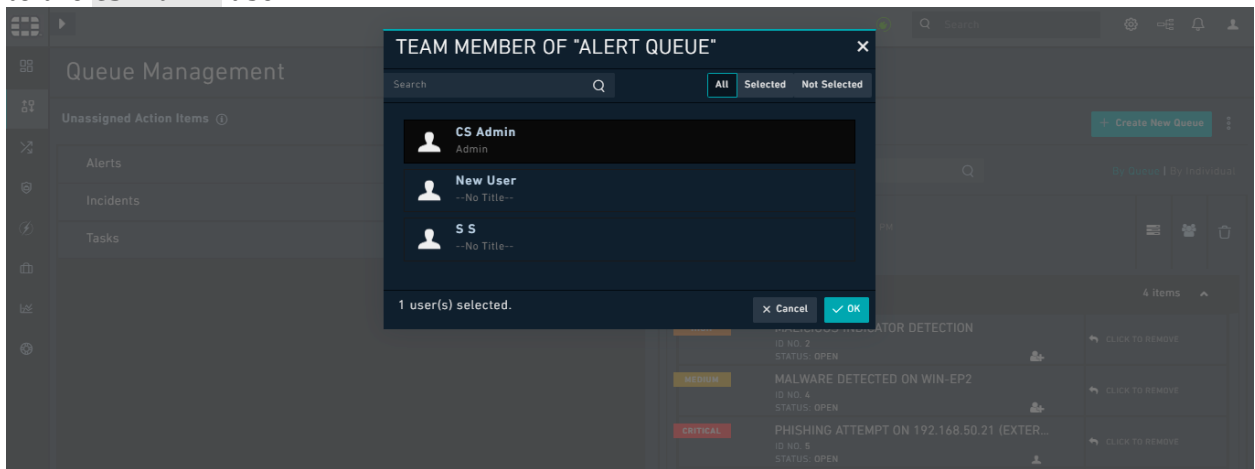 TEAM MEMBER OF "ALERT QUEUE"
Search
Queue Management
Search
All Selected Not Selected
Unassigned Action Items
+ Create New Queue
CS Admin
Admin
Alerts
By Queue | By Individual
New User
--No Title--
Incidents
S S
--No Title--
PM
Tasks
4 items
1 user(s) selected.
Cancel
OK
MALICIOUS INDICATOR DETECTION
ID NO. 2
STATUS: OPEN
CLICK TO REMOVE
MEDIUM
MALWARE DETECTED ON WIN-EP2
ID NO. 4
STATUS: OPEN
CLICK TO REMOVE
CRITICAL
PHISHING ATTEMPT ON 192.168.50.21 (EXTER...
ID NO. 5
STATUS: OPEN
CLICK TO REMOVE